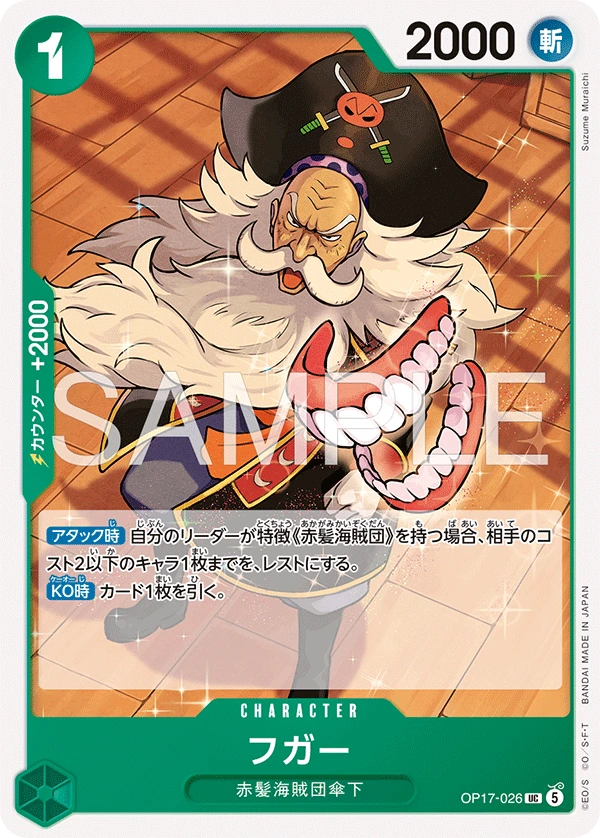 1
2000
斬
Suzume Muraichi
カウンター +2000
SAMPLE
アタック時 自分のリーダーが特徴《赤髪海賊団》を持つ場合、相手のコ
スト2以下のキャラ1枚までを、レストにする。
KO時 カード1枚を引く。
CHARACTER
フガー
赤髪海賊団傘下
OP17-026 UC 5
©E.O/S ©O/S・F・T BANDAI MADE IN JAPAN